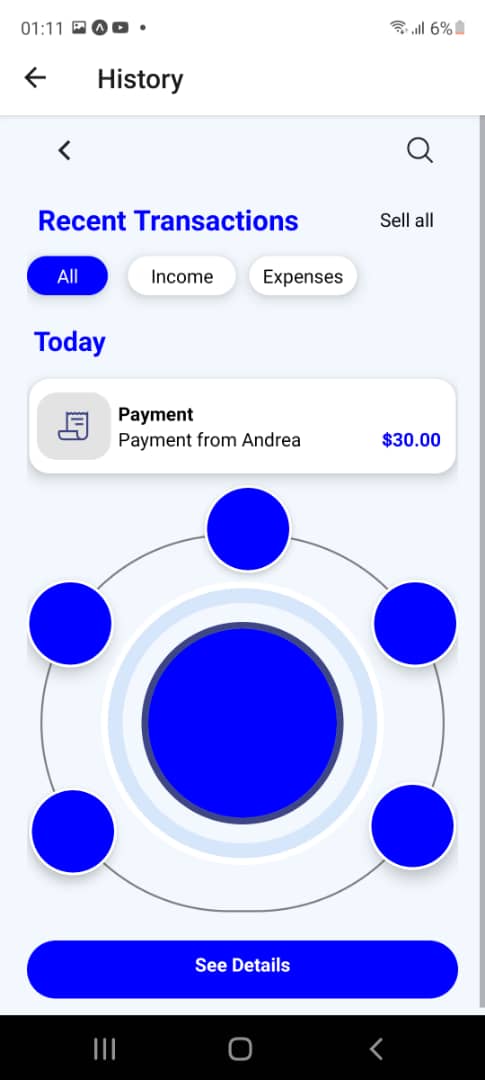 01:11
6%
History
Recent Transactions
Sell all
All
Income
Expenses
Today
Payment
Payment from Andrea
$30.00
See Details